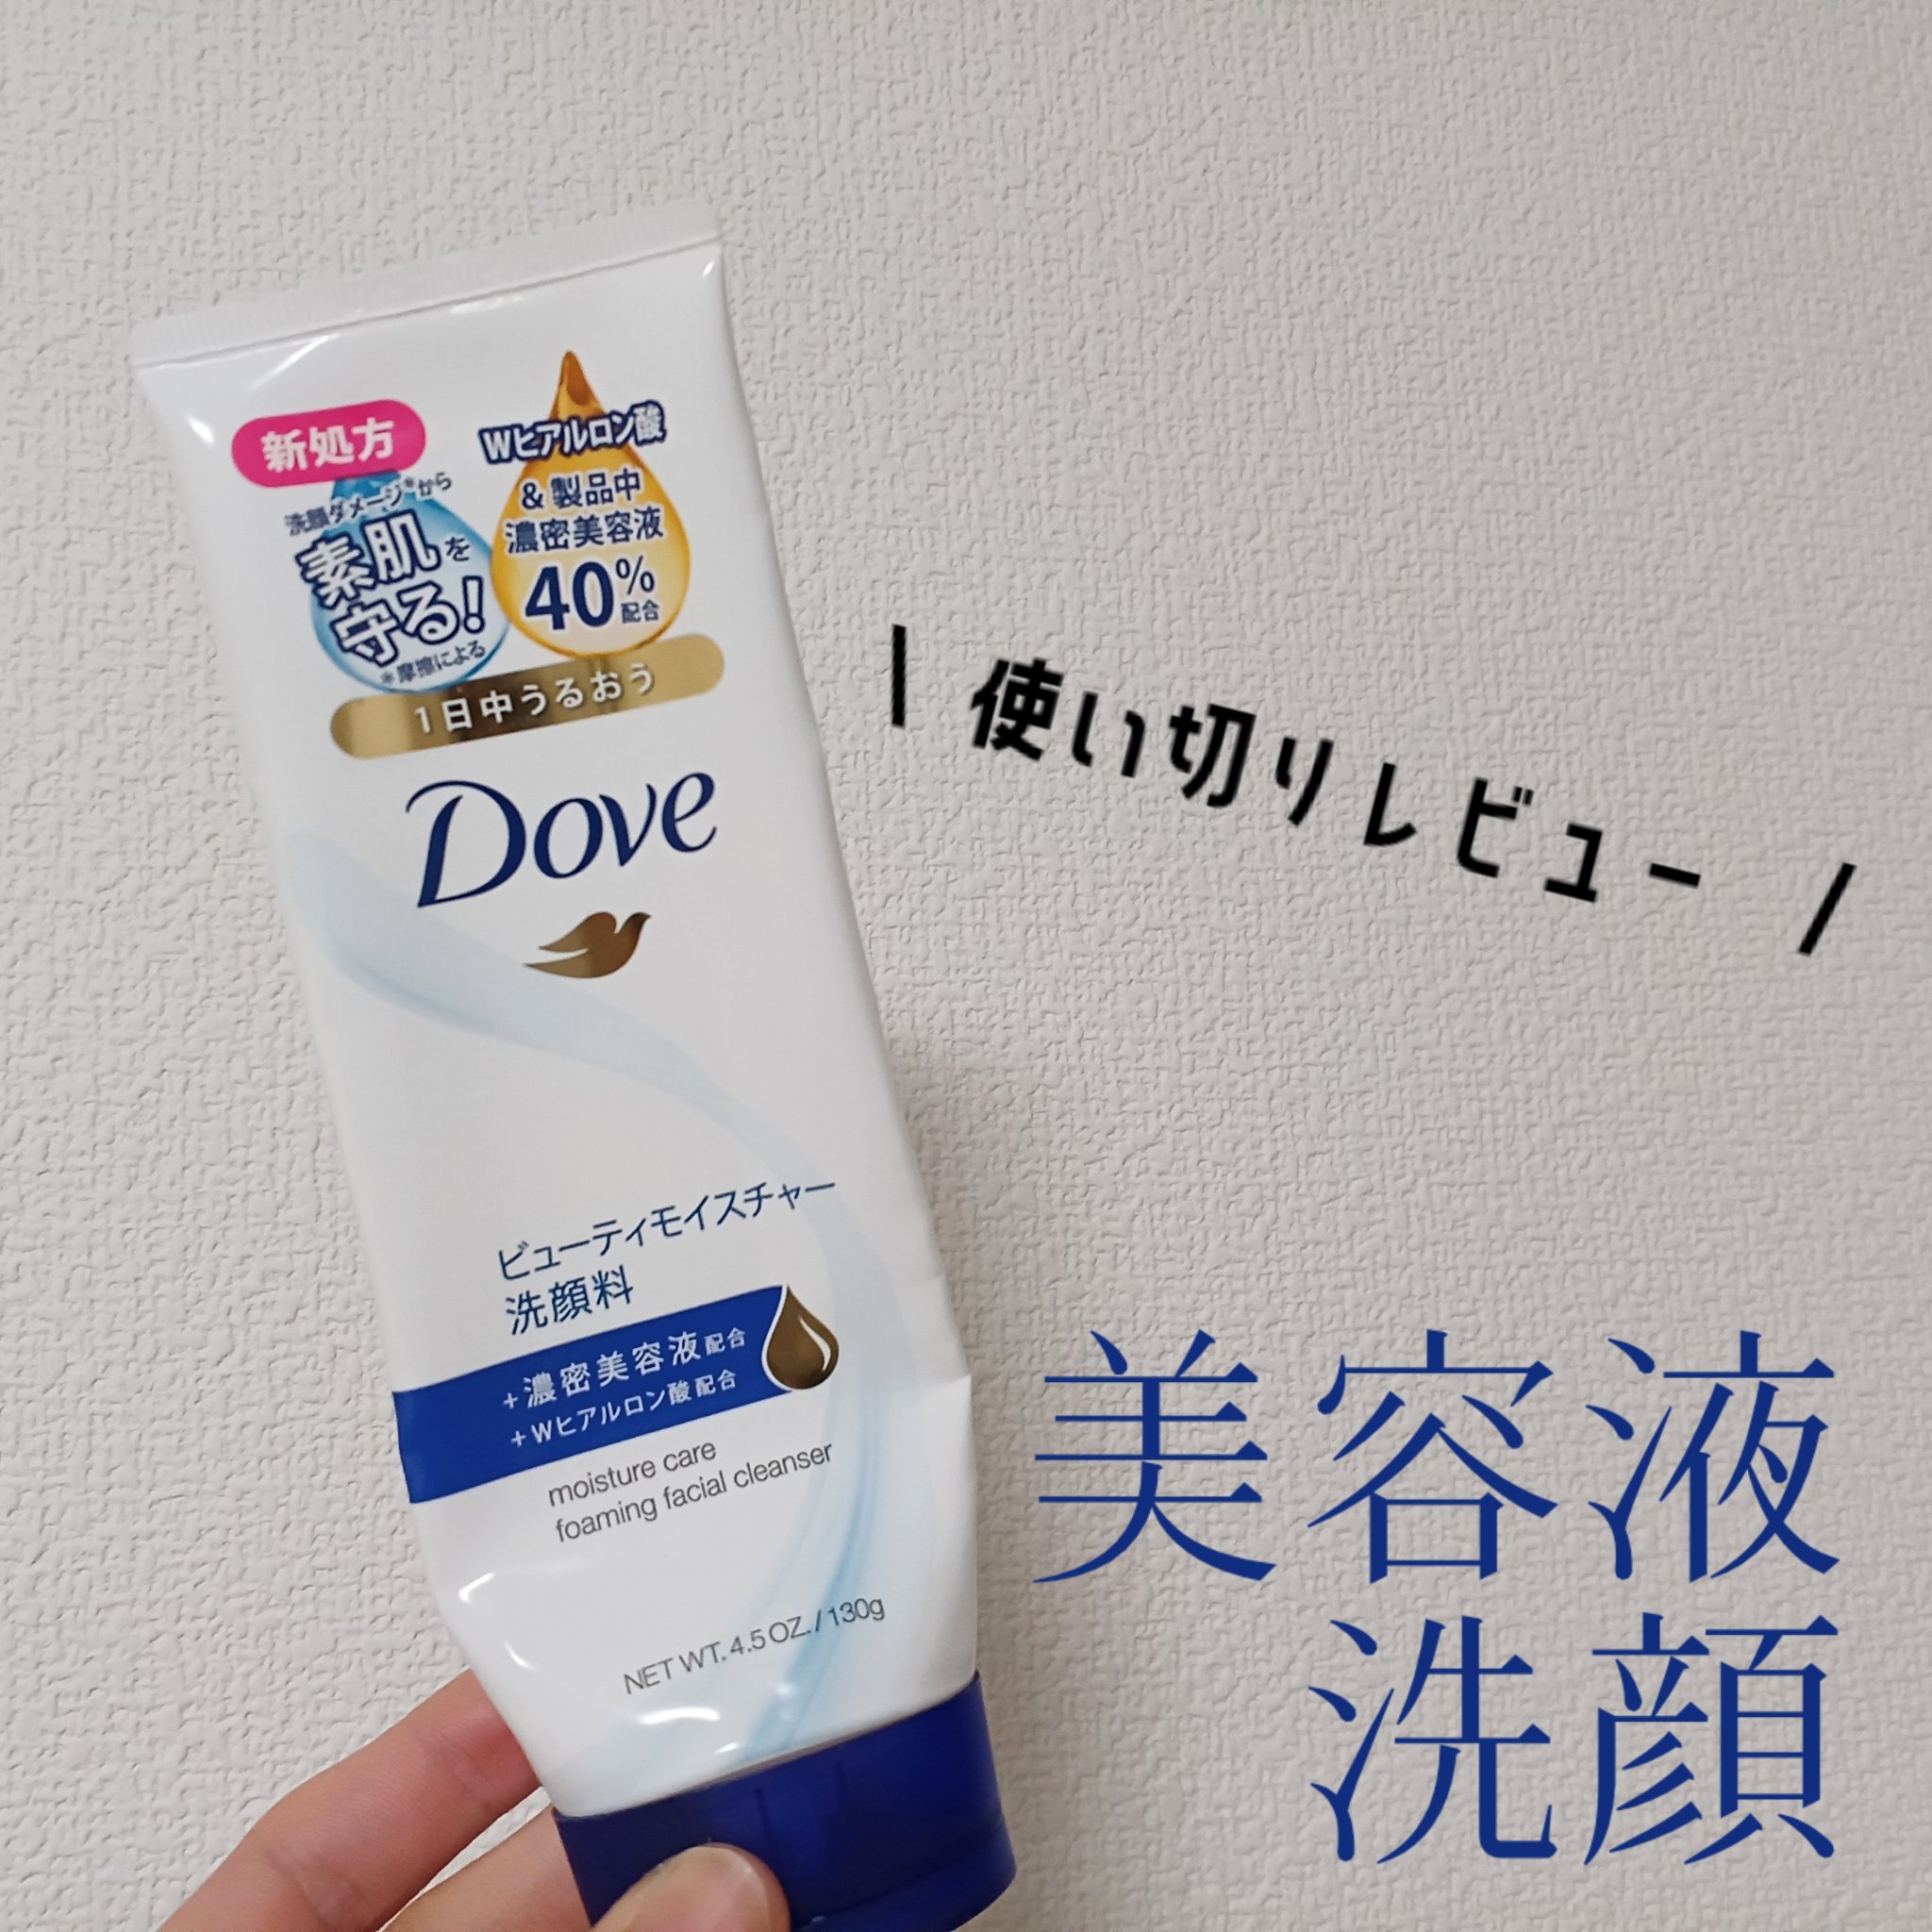 新処方
洗顔ダメージ※から
素肌を
守る!
※摩擦による
Wヒアルロン酸
&製品中
濃密美容液
40%配合
1日中うるおう
Dove
ビューティモイスチャー
洗顔料
+濃密美容液配合
+Wヒアルロン酸配合
moisture care
foaming facial cleanser
NET WT. 4.5 OZ. / 130g
\ 使い切りレビュー /
美容液
洗顔